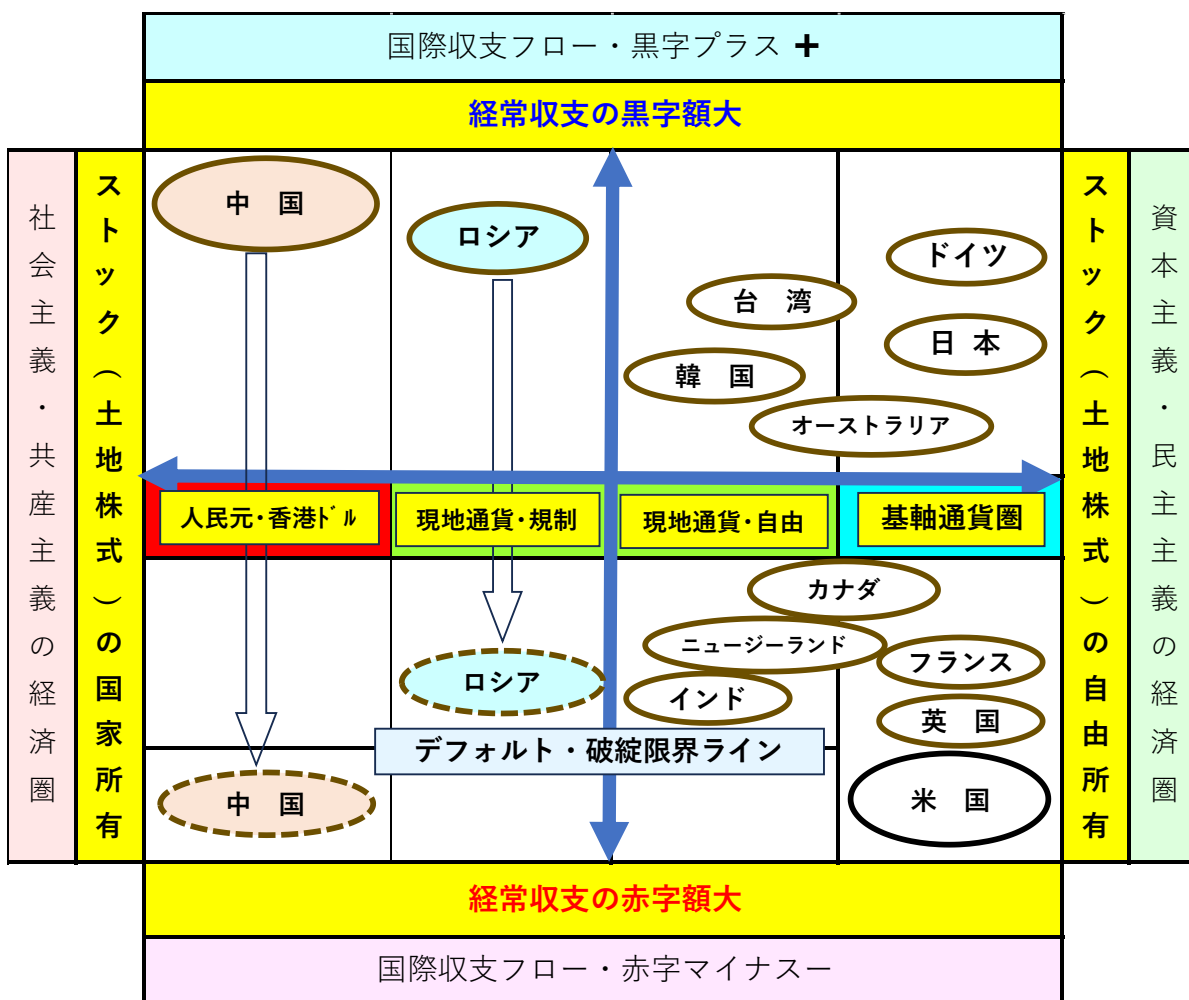 国際収支フロー・黒字プラス ＋
経常収支の黒字額大
社会主義・共産主義の経済圏
ストック（土地株式）の国家所有
中　国
ロシア
ドイツ
台　湾
日 本
韓　国
オーストラリア
人民元・香港ﾄﾞﾙ
現地通貨・規制
現地通貨・自由
基軸通貨圏
カナダ
ニュージーランド
フランス
ロシア
インド
英　国
デフォルト・破綻限界ライン
中　国
米　国
ストック（土地株式）の自由所有
資本主義・民主主義の経済圏
経常収支の赤字額大
国際収支フロー・赤字マイナスー